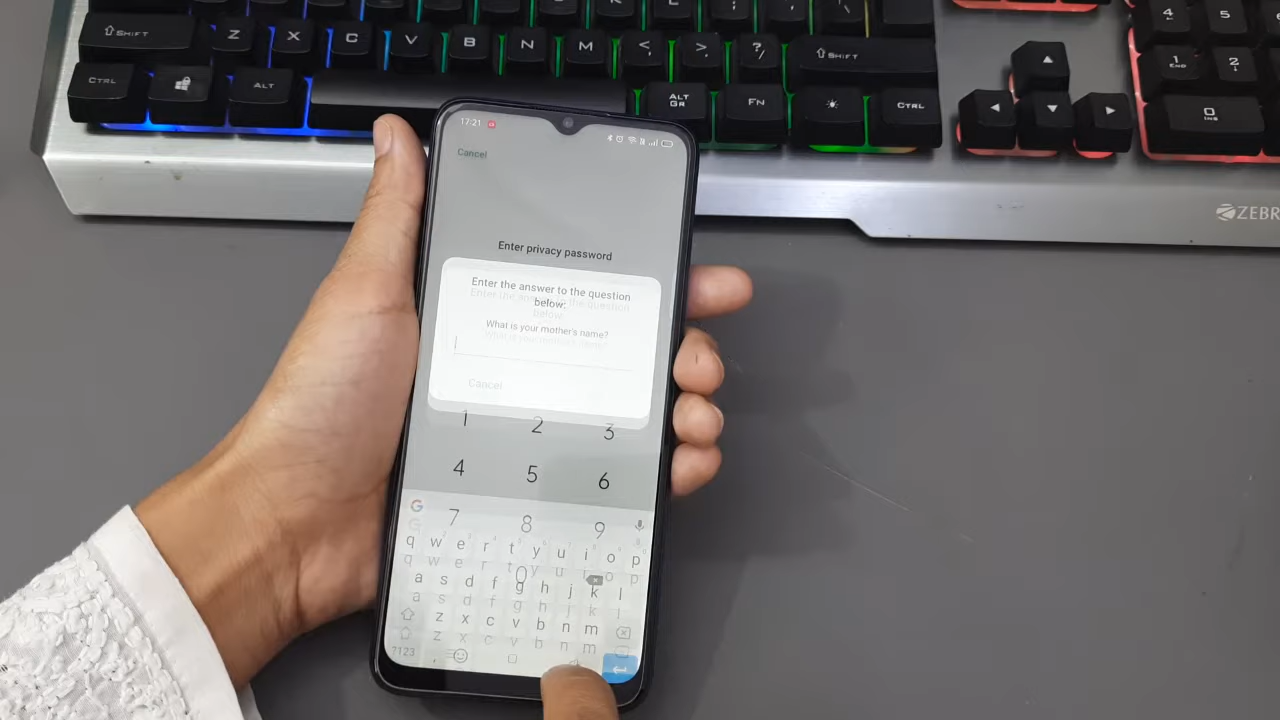 SHIFT Z X C V B N M < , > . ? / SHIFT
CTRL ALT ALT GR FN CTRL
4 5
1 END 2
0 INS
ZEBR
17:21
Cancel
Enter privacy password
Enter the answer to the question
below:
What is your mother's name?
Cancel
1 2 3
4 5 6
7 8 9
0
q w e r t y u i o p
a s d f g h j k l
z x c v b n m
?123